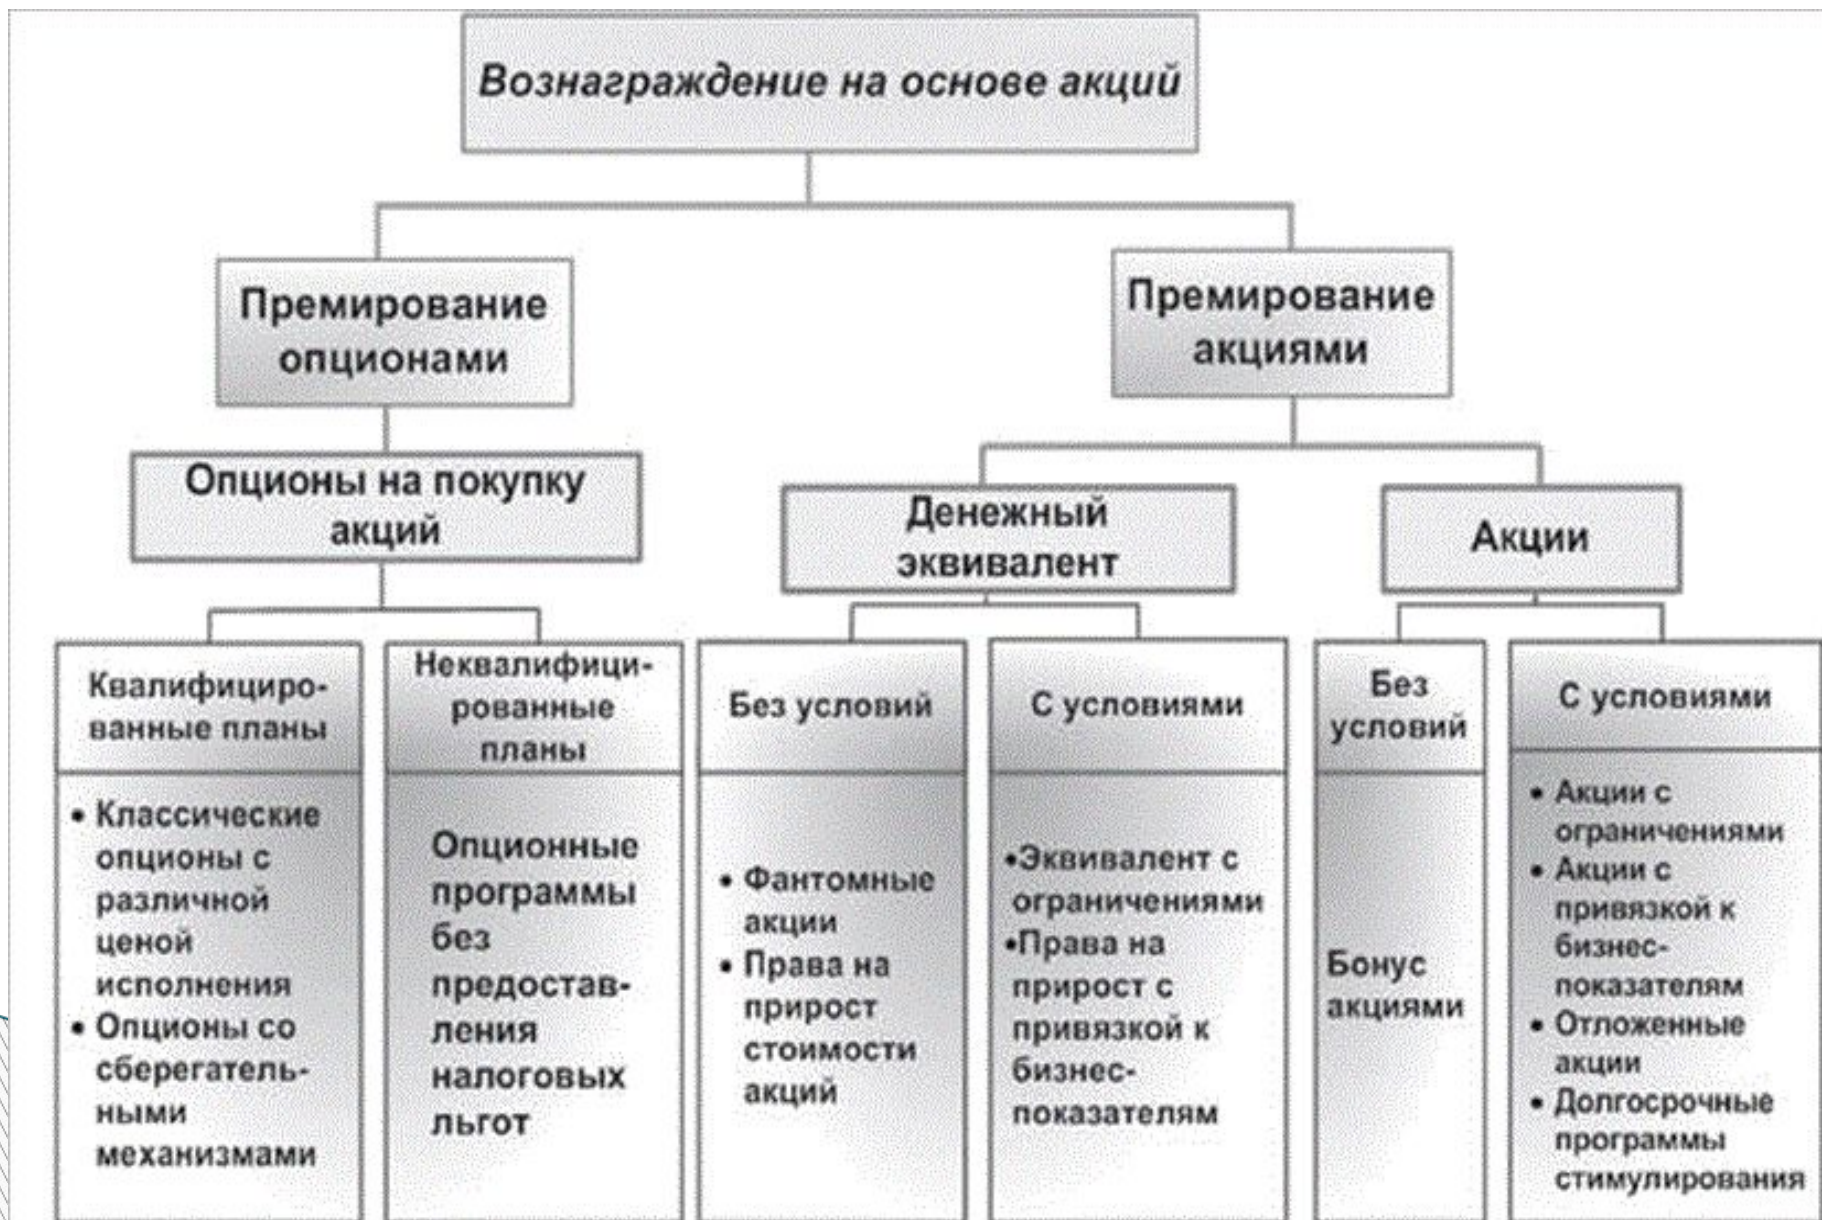 Вознаграждение на основе акций
Премирование
опционами
Премирование
акциями
Опционы на покупку
акций
Денежный
эквивалент
Акции
Квалифициро-
ванные планы
Неквалифици-
рованные
планы
Без условий
С условиями
Без
условий
С условиями
• Классические
опционы с
различной
ценой
исполнения
• Опционы со
сберегатель-
ными
механизмами
Опционные
программы
без
предостав-
ления
налоговых
льгот
• Фантомные
акции
• Права на
прирост
стоимости
акций
•Эквивалент с
ограничениями
•Права на
прирост с
привязкой к
бизнес-
показателям
Бонус
акциями
• Акции с
ограничениями
• Акции с
привязкой к
бизнес-
показателям
• Отложенные
акции
• Долгосрочные
программы
стимулирования